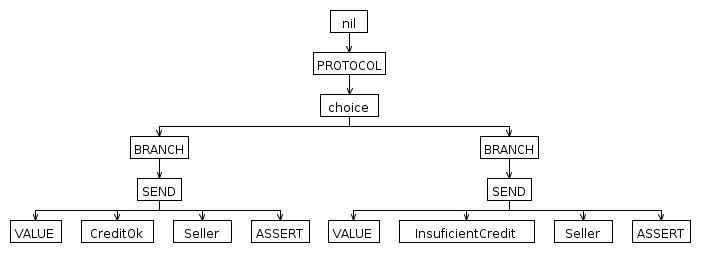 nil
PROTOCOL
choice
BRANCH BRANCH
SEND SEND
VALUE CreditOk Seller ASSERT VALUE InsuficientCredit Seller ASSERT